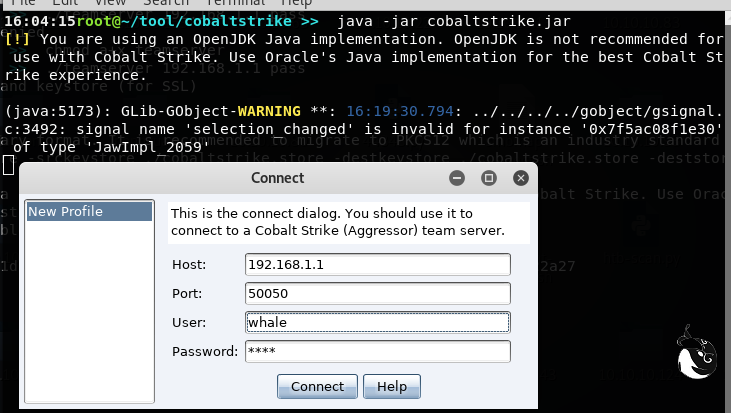 File Edit View Search Terminal Help
16:04:15root@~/tool/cobaltstrike >> java -jar cobaltstrike.jar
[!] You are using an OpenJDK Java implementation. OpenJDK is not recommended for
use with Cobalt Strike. Use Oracle's Java implementation for the best Cobalt St
rike experience.
(java:5173): GLib-GObject-WARNING **: 16:19:30.794: ../../../../gobject/gsignal.
c:3492: signal name 'selection_changed' is invalid for instance '0x7f5ac08f1e30'
of type 'JawImpl_2059'
Connect
New Profile
This is the connect dialog. You should use it to
connect to a Cobalt Strike (Aggressor) team server.
Host: 192.168.1.1
Port: 50050
User: whale
Password: ****
Connect Help